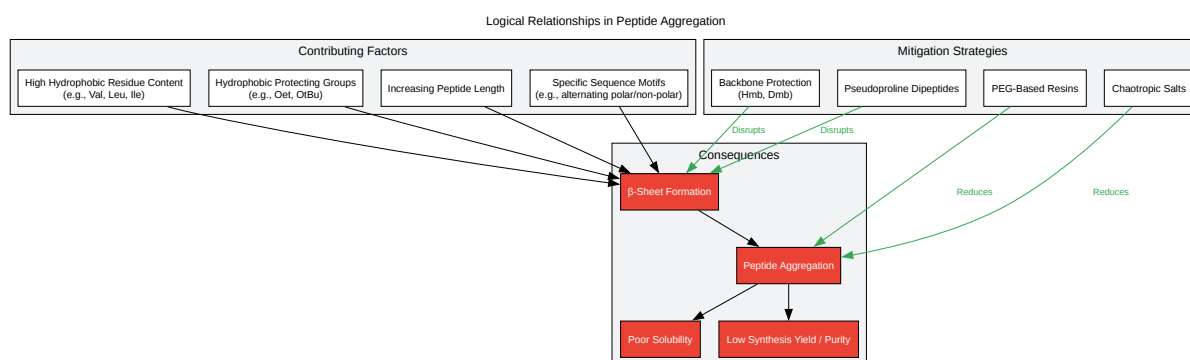 Logical Relationships in Peptide Aggregation
Contributing Factors
High Hydrophobic Residue Content
(e.g., Val, Leu, Ile)
Hydrophobic Protecting Groups
(e.g., Oet, OtBu)
Increasing Peptide Length
Specific Sequence Motifs
(e.g., alternating polar/non-polar)
Mitigation Strategies
Backbone Protection
(Hmb, Dmb)
Pseudoproline Dipeptides
PEG-Based Resins
Chaotropic Salts
Disrupts
Disrupts
Consequences
β-Sheet Formation
Reduces
Reduces
Peptide Aggregation
Poor Solubility
Low Synthesis Yield / Purity